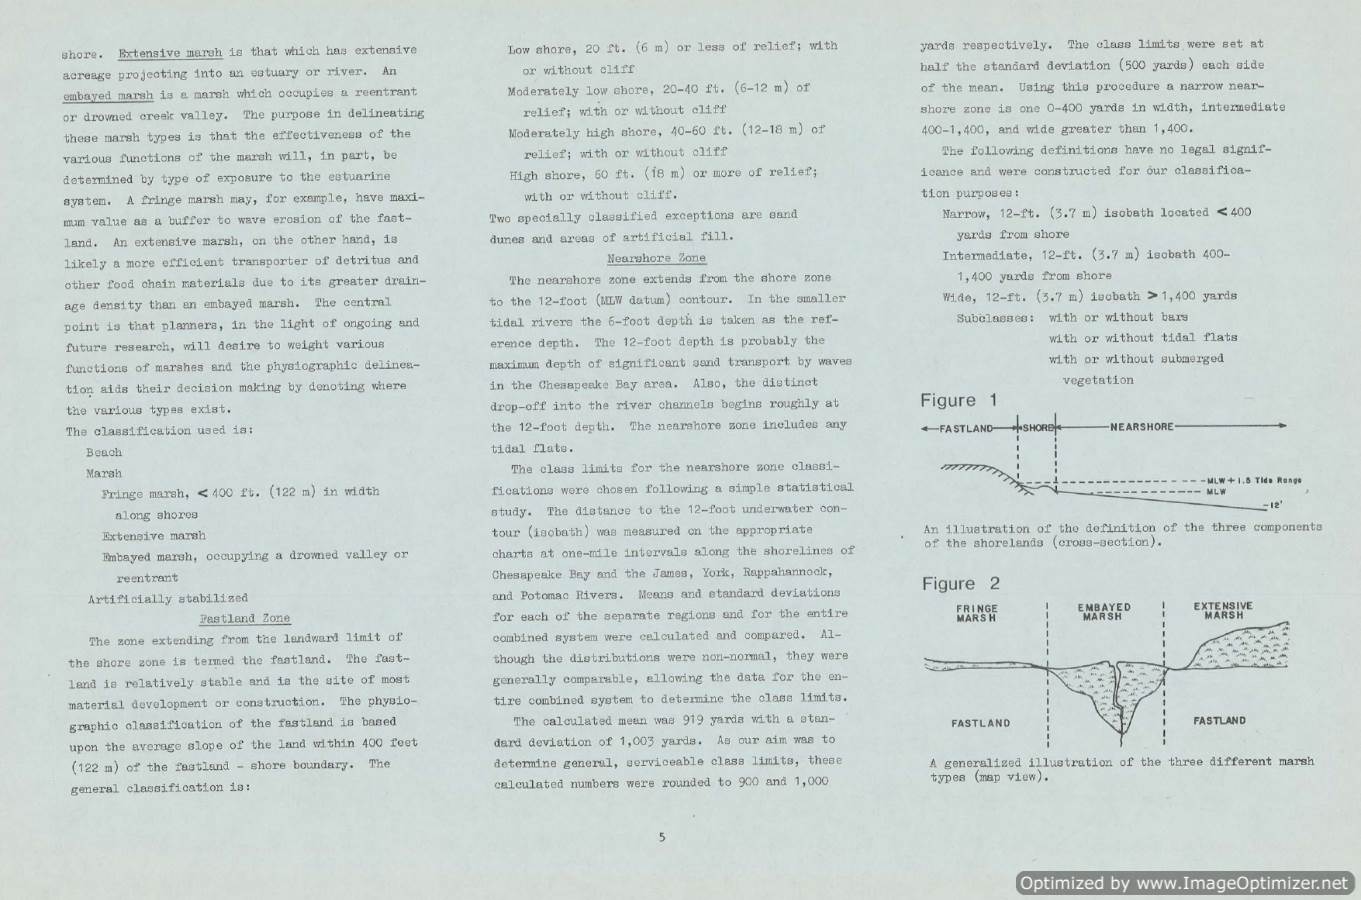 shore. Extensive marsh is that which has extensive
acreage projecting into an estuary or river. An
embayed marsh is a marsh which occupies a reentrant
or drowned creek valley. The purpose in delineating
these marsh types is that the effectiveness of the
various functions of the marsh will, in part, be
determined by type of exposure to the estuarine
system. A fringe marsh may, for example, have maxi-
mum value as a buffer to wave erosion of the fast-
land. An extensive marsh, on the other hand, is
likely a more efficient transporter of detritus and
other food chain materials due to its greater drain-
age density than an embayed marsh. The central
point is that planners, in the light of ongoing and
future research, will desire to weight various
functions of marshes and the physiographic delinea-
tion aids their decision making by denoting where
the various types exist.
The classification used is:
Beach
Marsh
Fringe marsh, < 400 ft. (122 m) in width
along shores
Extensive marsh
Embayed marsh, occupying a drowned valley or
reentrant
Artificially stabilized
Fastland Zone
The zone extending from the landward limit of
the shore zone is termed the fastland. The fast-
land is relatively stable and is the site of most
material development or construction. The physio-
graphic classification of the fastland is based
upon the average slope of the land within 400 feet
(122 m) of the fastland - shore boundary. The
general classification is:
Low shore, 20 ft. (6 m) or less of relief; with
or without cliff
Moderately low shore, 20-40 ft. (6-12 m) of
relief; with or without cliff
Moderately high shore, 40-60 ft. (12-18 m) of
relief; with or without cliff
High shore, 60 ft. (18 m) or more of relief;
with or without cliff.
Two specially classified exceptions are sand
dunes and areas of artificial fill.
Nearshore Zone
The nearshore zone extends from the shore zone
to the 12-foot (MLW datum) contour. In the smaller
tidal rivers the 6-foot depth is taken as the ref-
erence depth. The 12-foot depth is probably the
maximum depth of significant sand transport by waves
in the Chesapeake Bay area. Also, the distinct
drop-off into the river channels begins roughly at
the 12-foot depth. The nearshore zone includes any
tidal flats.
The class limits for the nearshore zone classi-
fications were chosen following a simple statistical
study. The distance to the 12-foot underwater con-
tour (isobath) was measured on the appropriate
charts at one-mile intervals along the shorelines of
Chesapeake Bay and the James, York, Rappahannock,
and Potomac Rivers. Means and standard deviations
for each of the separate regions and for the entire
combined system were calculated and compared. Al-
though the distributions were non-normal, they were
generally comparable, allowing the data for the en-
tire combined system to determine the class limits.
The calculated mean was 919 yards with a stan-
dard deviation of 1,003 yards. As our aim was to
determine general, serviceable class limits, these
calculated numbers were rounded to 900 and 1,000
yards respectively. The class limits were set at
half the standard deviation (500 yards) each side
of the mean. Using this procedure a narrow near-
shore zone is one 0-400 yards in width, intermediate
400-1,400, and wide greater than 1,400.
The following definitions have no legal signif-
icance and were constructed for our classifica-
tion purposes:
Narrow, 12-ft. (3.7 m) isobath located < 400
yards from shore
Intermediate, 12-ft. (3.7 m) isobath 400-
1,400 yards from shore
Wide, 12-ft. (3.7 m) isobath > 1,400 yards
Subclasses: with or without bars
with or without tidal flats
with or without submerged
vegetation
Figure 1
FASTLAND SHORE NEARSHORE
MLW + 1.5 Tide Range
MLW
-12'
An illustration of the definition of the three components
of the shorelands (cross-section).
Figure 2
FRINGE
MARSH
EMBAYED
MARSH
EXTENSIVE
MARSH
FASTLAND
FASTLAND
A generalized illustration of the three different marsh
types (map view).
5
Optimized by www.ImageOptimizer.net